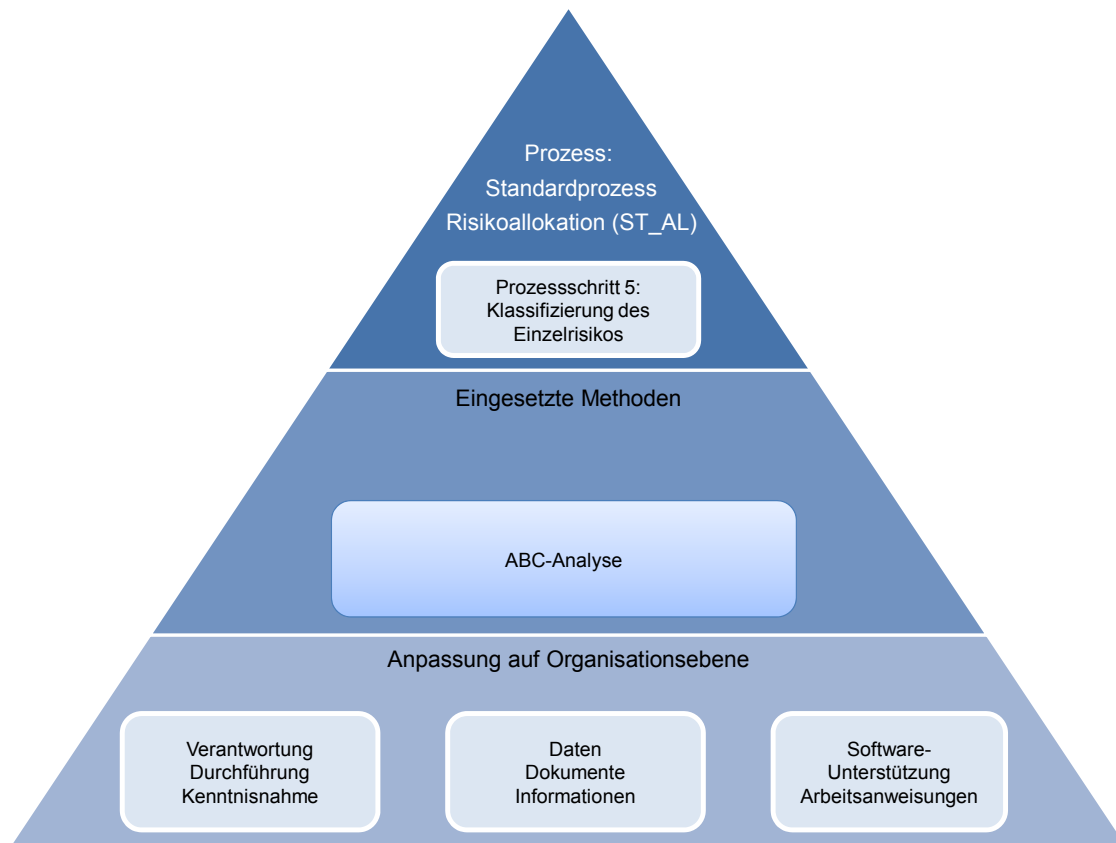 Prozess:
Standardprozess
Risikoallokation (ST_AL)
Prozessschritt 5:
Klassifizierung des
Einzelrisikos
Eingesetzte Methoden
ABC-Analyse
Anpassung auf Organisationsebene
Verantwortung
Durchführung
Kenntnisnahme
Daten
Dokumente
Informationen
Software-
Unterstützung
Arbeitsanweisungen